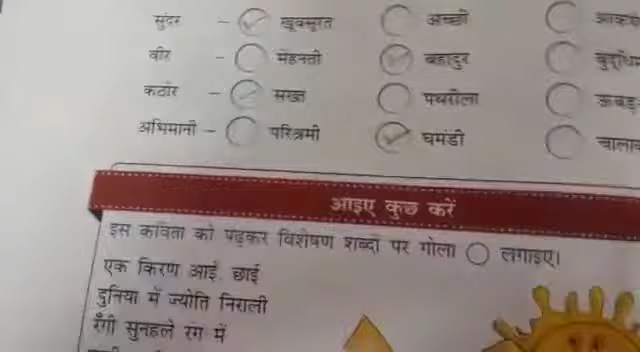 सुंदर - खूबसूरत अच्छी
वीर - मेहनती बहादुर
कठोर - सख्त पथरीला
अभिमानी - परिश्रमी घमंडी
आइए कुछ करें
इस कविता को पढ़कर विशेषण शब्दों पर गोला लगाइए।
एक किरण आई, छाई
दुनिया में ज्योति निराली
रँगी सुनहले रंग में